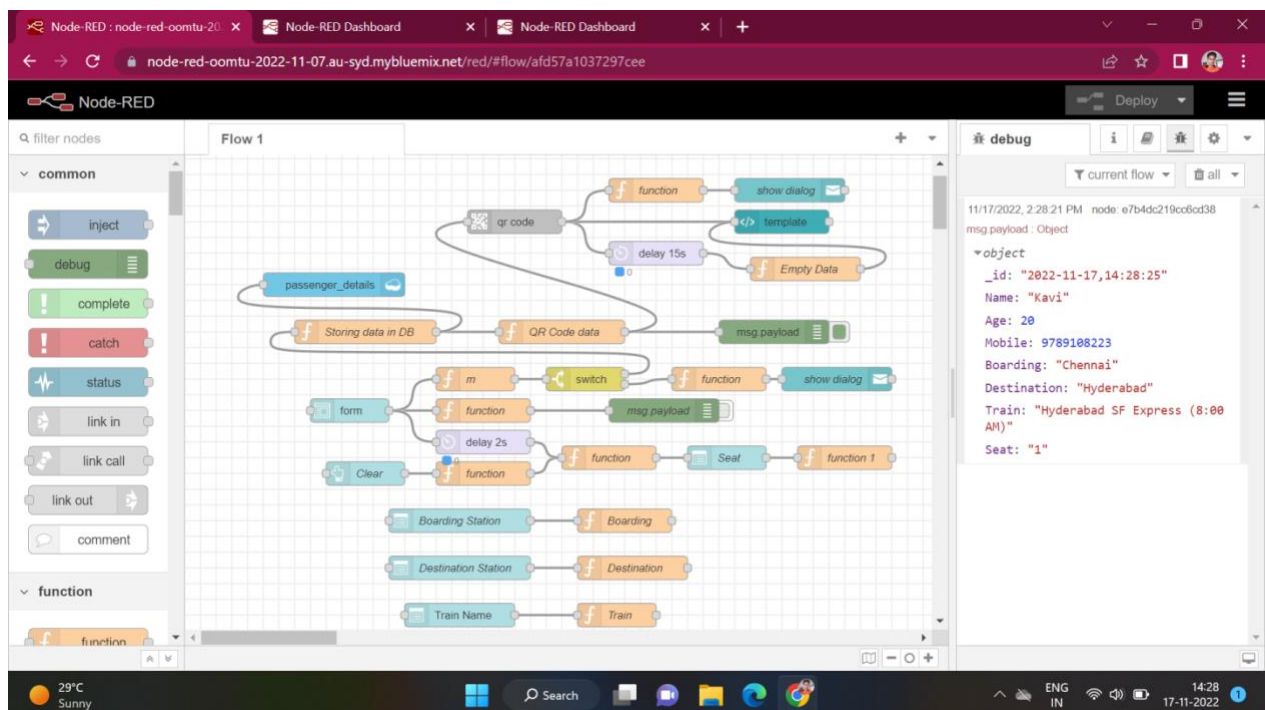 Node-RED : node-red-oomtu-20
Node-RED Dashboard
Node-RED Dashboard
node-red-oomtu-2022-11-07.au-syd.mybluemix.net/red/#flow/afd57a1037297cee
Node-RED
Deploy
filter nodes
Flow 1
debug
i
common
current flow
all
inject
debug
complete
catch
status
link in
link call
link out
comment
function
function
function
show dialog
qr code
</> template
delay 15s
0
Empty Data
passenger_details
Storing data in DB
QR Code data
msg.payload
m
switch
function
show dialog
form
function
msg.payload
delay 2s
0
function
Seat
function 1
Clear
function
Boarding Station
Boarding
Destination Station
Destination
Train Name
Train
11/17/2022, 2:28:21 PM node: e7b4dc219cc6cd38
msg.payload : Object
object
_id: "2022-11-17,14:28:25"
Name: "Kavi"
Age: 20
Mobile: 9789108223
Boarding: "Chennai"
Destination: "Hyderabad"
Train: "Hyderabad SF Express (8:00
AM)"
Seat: "1"
29°C
Sunny
Search
ENG
IN
14:28
17-11-2022
1